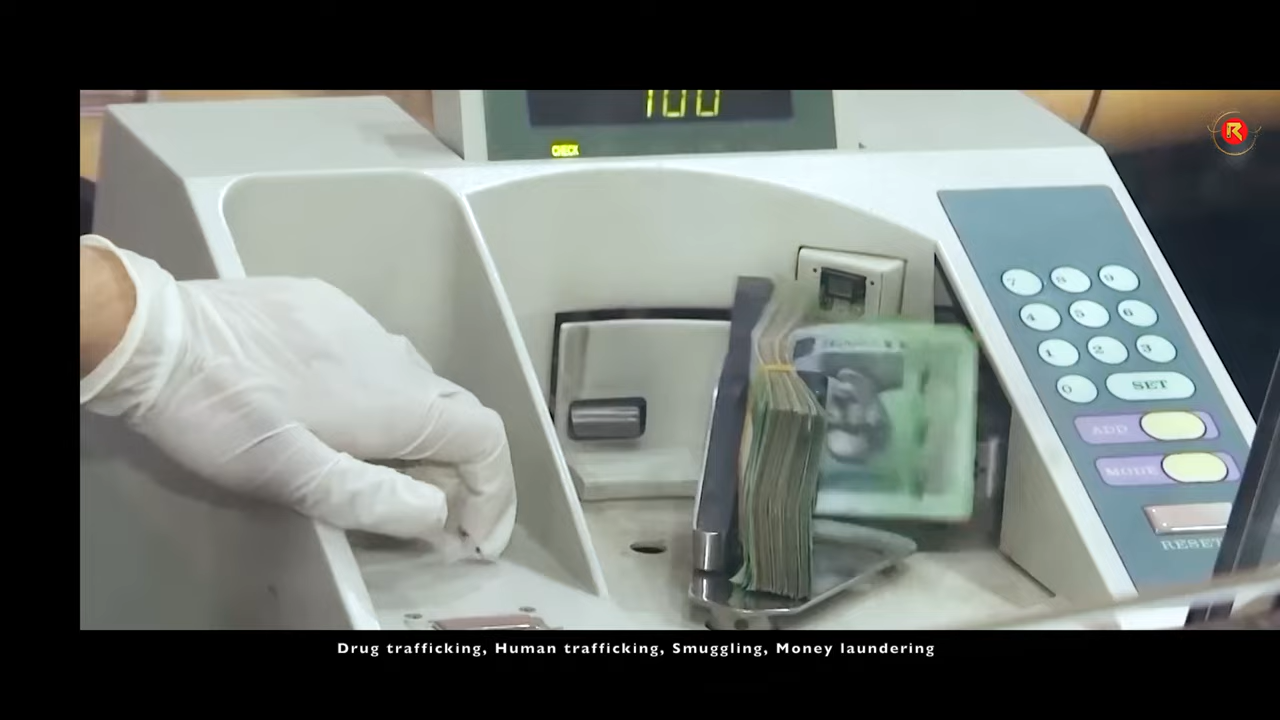 100
CHECK
R
7 8 9
4 5 6
1 2 3
0 SET
ADD
MODE
RESET
Drug trafficking, Human trafficking, Smuggling, Money laundering